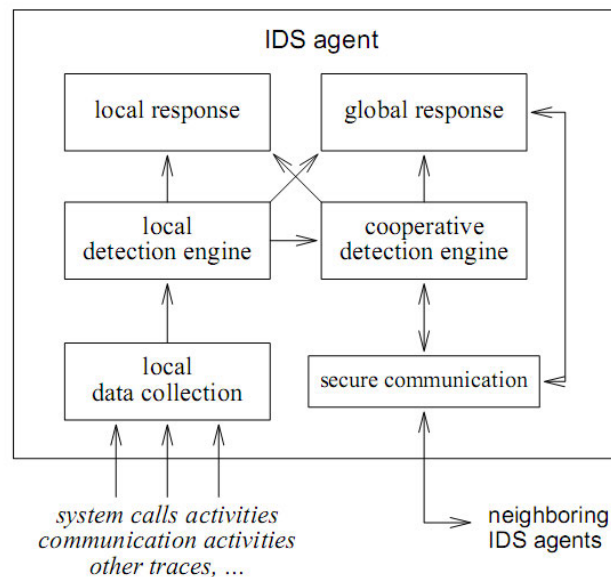 IDS agent
local response
global response
local
detection engine
cooperative
detection engine
local
data collection
secure communication
system calls activities
communication activities
other traces, ...
neighboring
IDS agents